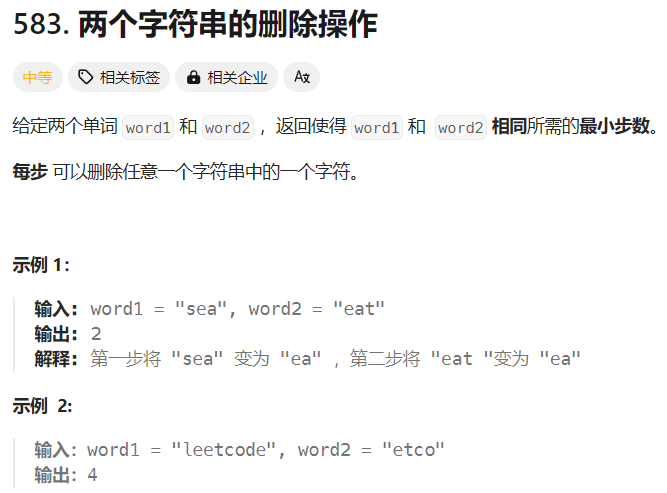 583. 两个字符串的删除操作
中等 相关标签 相关企业 Ax
给定两个单词 word1 和 word2 ，返回使得 word1 和 word2 相同所需的最小步数。
每步 可以删除任意一个字符串中的一个字符。
示例 1：
输入: word1 = "sea", word2 = "eat"
输出: 2
解释: 第一步将 "sea" 变为 "ea" ，第二步将 "eat "变为 "ea"
示例 2:
输入: word1 = "leetcode", word2 = "etco"
输出: 4